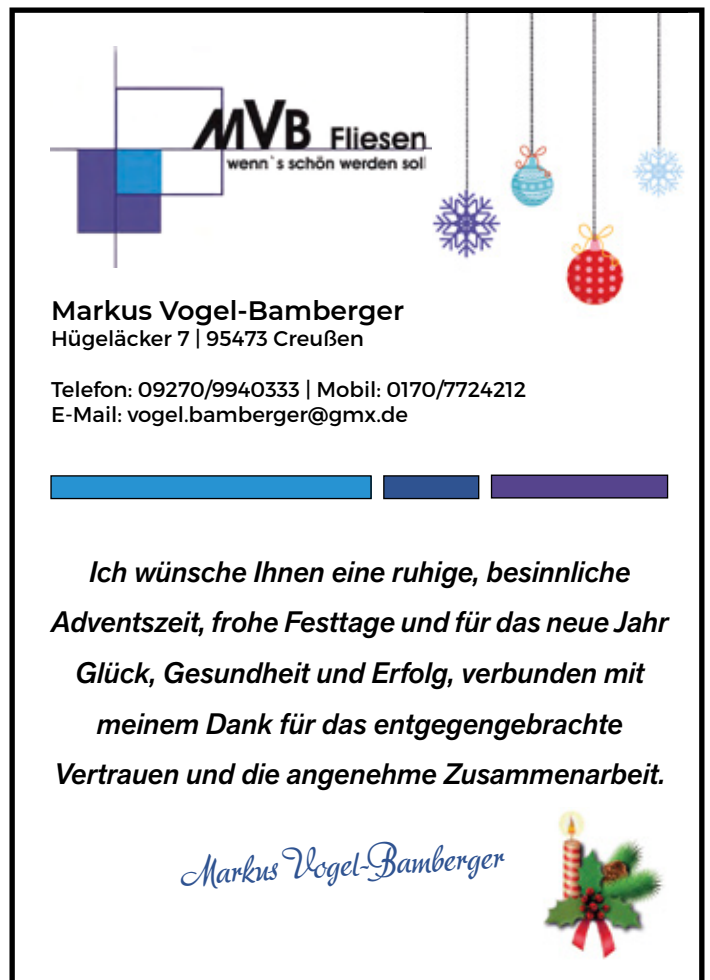 MVB Fliesen
wenn`s schön werden soll
Markus Vogel-Bamberger
Hügeläcker 7 | 95473 Creußen
Telefon: 09270/9940333 | Mobil: 0170/7724212
E-Mail: vogel.bamberger@gmx.de
Ich wünsche Ihnen eine ruhige, besinnliche
Adventszeit, frohe Festtage und für das neue Jahr
Glück, Gesundheit und Erfolg, verbunden mit
meinem Dank für das entgegengebrachte
Vertrauen und die angenehme Zusammenarbeit.
Markus Vogel-Bamberger